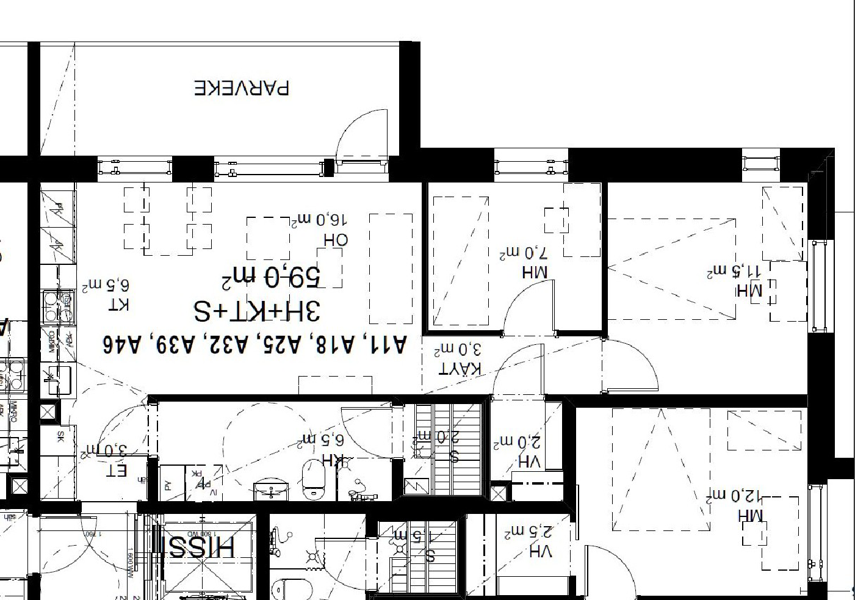 PARVEKE
OH
16,0 m²
MH
7,0 m²
MH
11,5 m²
KT
6,5 m²
59,0 m²
3H+KT+S
A11, A18, A25, A32, A39, A46
KÄYT
3,0 m²
ET
3,0 m²
KH
6,5 m²
S
2,0 m²
VH
2,0 m²
MH
12,0 m²
SK
HISSI
S
1,5 m²
VH
2,5 m²